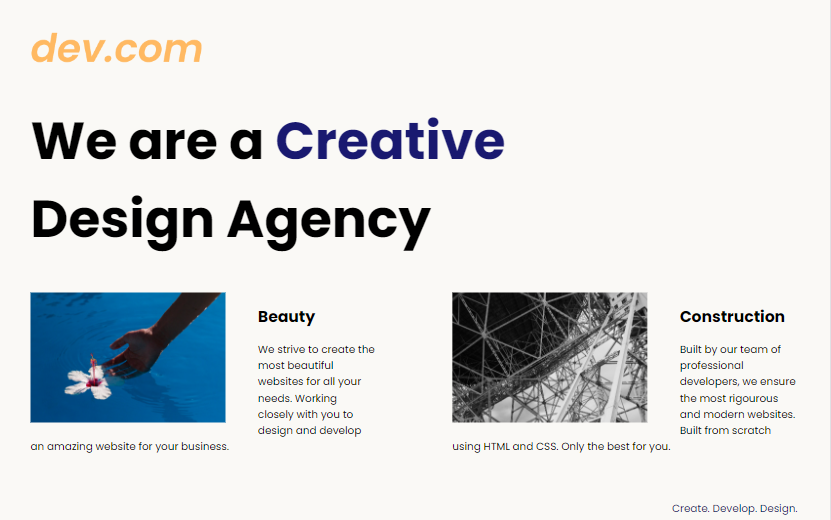 dev.com
We are a Creative
Design Agency
Beauty
We strive to create the
most beautiful
websites for all your
needs. Working
closely with you to
design and develop
an amazing website for your business.
Construction
Built by our team of
professional
developers, we ensure
the most rigourous
and modern websites.
Built from scratch
using HTML and CSS. Only the best for you.
Create. Develop. Design.